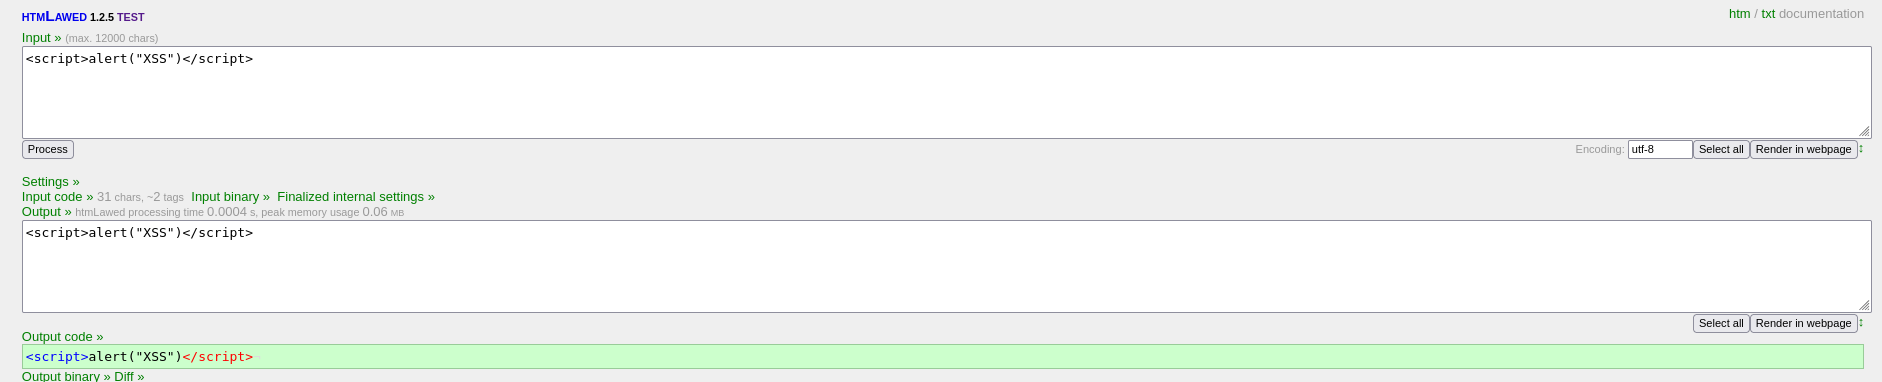 HTMLAWED 1.2.5 TEST htm / txt documentation
Input » (max. 12000 chars)
<script>alert("XSS")</script>
Process Encoding: utf-8 Select all Render in webpage ↕
Settings »
Input code » 31 chars, ~2 tags Input binary » Finalized internal settings »
Output » htmLawed processing time 0.0004 s, peak memory usage 0.06 MB
<script>alert("XSS")</script>
Select all Render in webpage ↕
Output code »
<script>alert("XSS")</script>
Output binary » Diff »